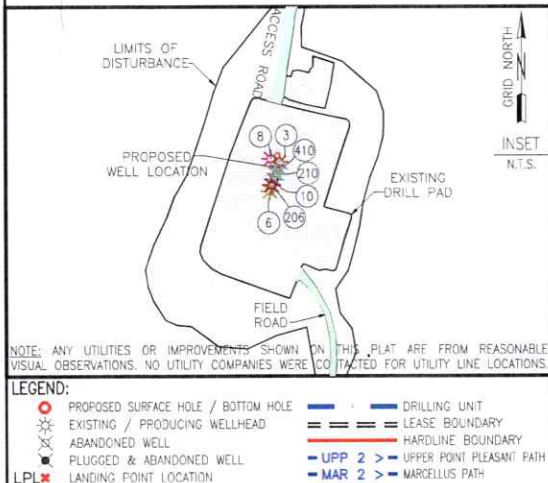 ACCESS ROAD
LIMITS OF
DISTURBANCE
GRID NORTH
N
INSET
N.T.S.
8
3
410
PROPOSED
WELL LOCATION
210
EXISTING
DRILL PAD
10
6
206
FIELD
ROAD
NOTE: ANY UTILITIES OR IMPROVEMENTS SHOWN ON THIS PLAT ARE FROM REASONABLE
VISUAL OBSERVATIONS. NO UTILITY COMPANIES WERE CONTACTED FOR UTILITY LINE LOCATIONS.
LEGEND:
PROPOSED SURFACE HOLE / BOTTOM HOLE
EXISTING / PRODUCING WELLHEAD
ABANDONED WELL
PLUGGED & ABANDONED WELL
LPL LANDING POINT LOCATION
DRILLING UNIT
LEASE BOUNDARY
HARDLINE BOUNDARY
UPP 2 > UPPER POINT PLEASANT PATH
MAR 2 > MARCELLUS PATH